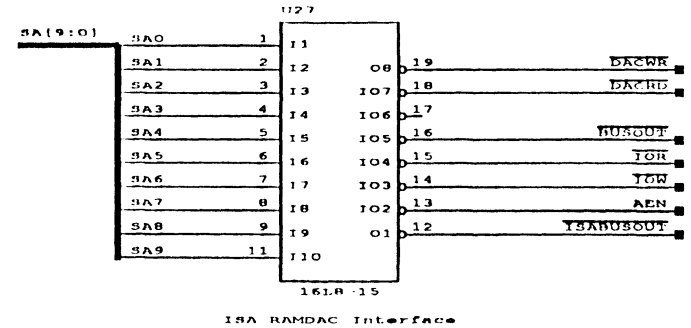 U27
SA[9:0]
SA0 1 I1
SA1 2 I2 O8 19 DACWR
SA2 3 I3 IO7 18 DACRD
SA3 4 I4 IO6 17
SA4 5 I5 IO5 16 BUSOUT
SA5 6 I6 IO4 15 IOR
SA6 7 I7 IO3 14 IOW
SA7 8 I8 IO2 13 AEN
SA8 9 I9 O1 12 ISABUSOUT
SA9 11 I10
16L8-15
ISA RAMDAC Interface